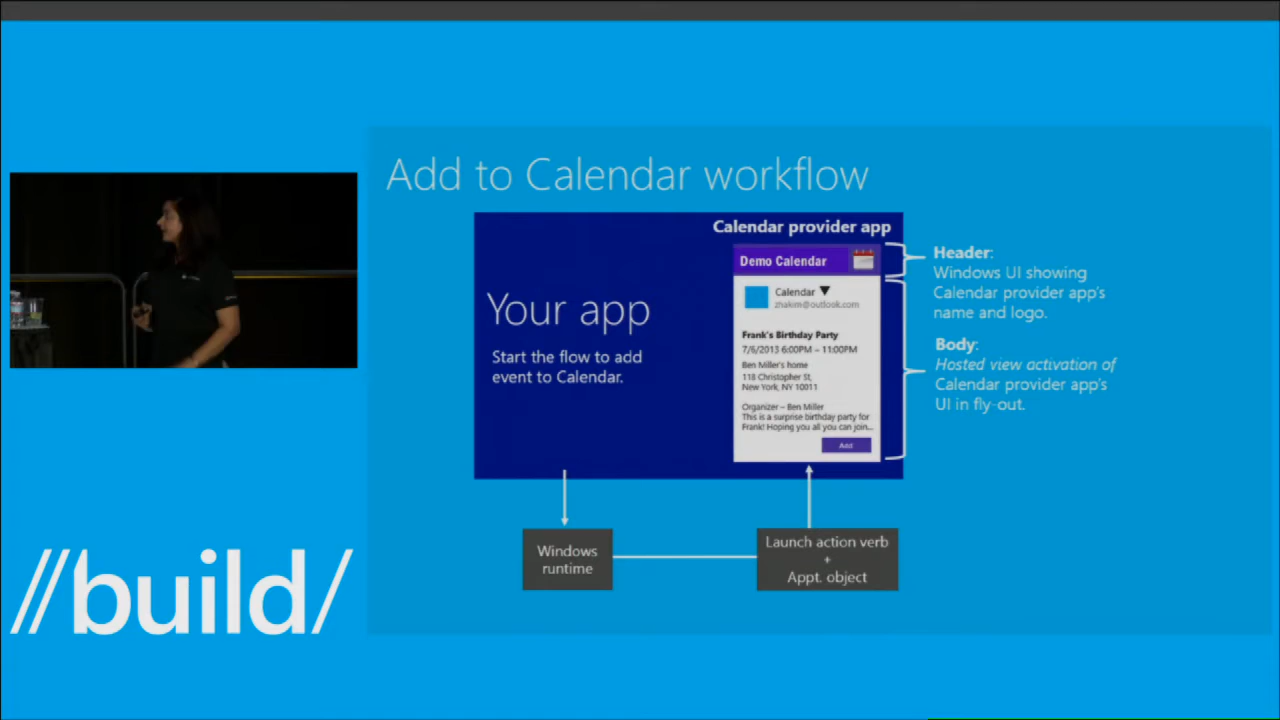 Add to Calendar workflow
Calendar provider app
Demo Calendar
Calendar
zhakim@outlook.com
Frank's Birthday Party
7/6/2013 6:00PM – 11:00PM
Ben Miller's home
118 Christopher St,
New York, NY 10011
Organizer – Ben Miller
This is a surprise birthday party for
Frank! Hoping you all you can join...
Add
Your app
Start the flow to add
event to Calendar.
Header:
Windows UI showing
Calendar provider app's
name and logo.
Body:
Hosted view activation of
Calendar provider app's
UI in fly-out.
Windows
runtime
Launch action verb
+
Appt. object
//build/